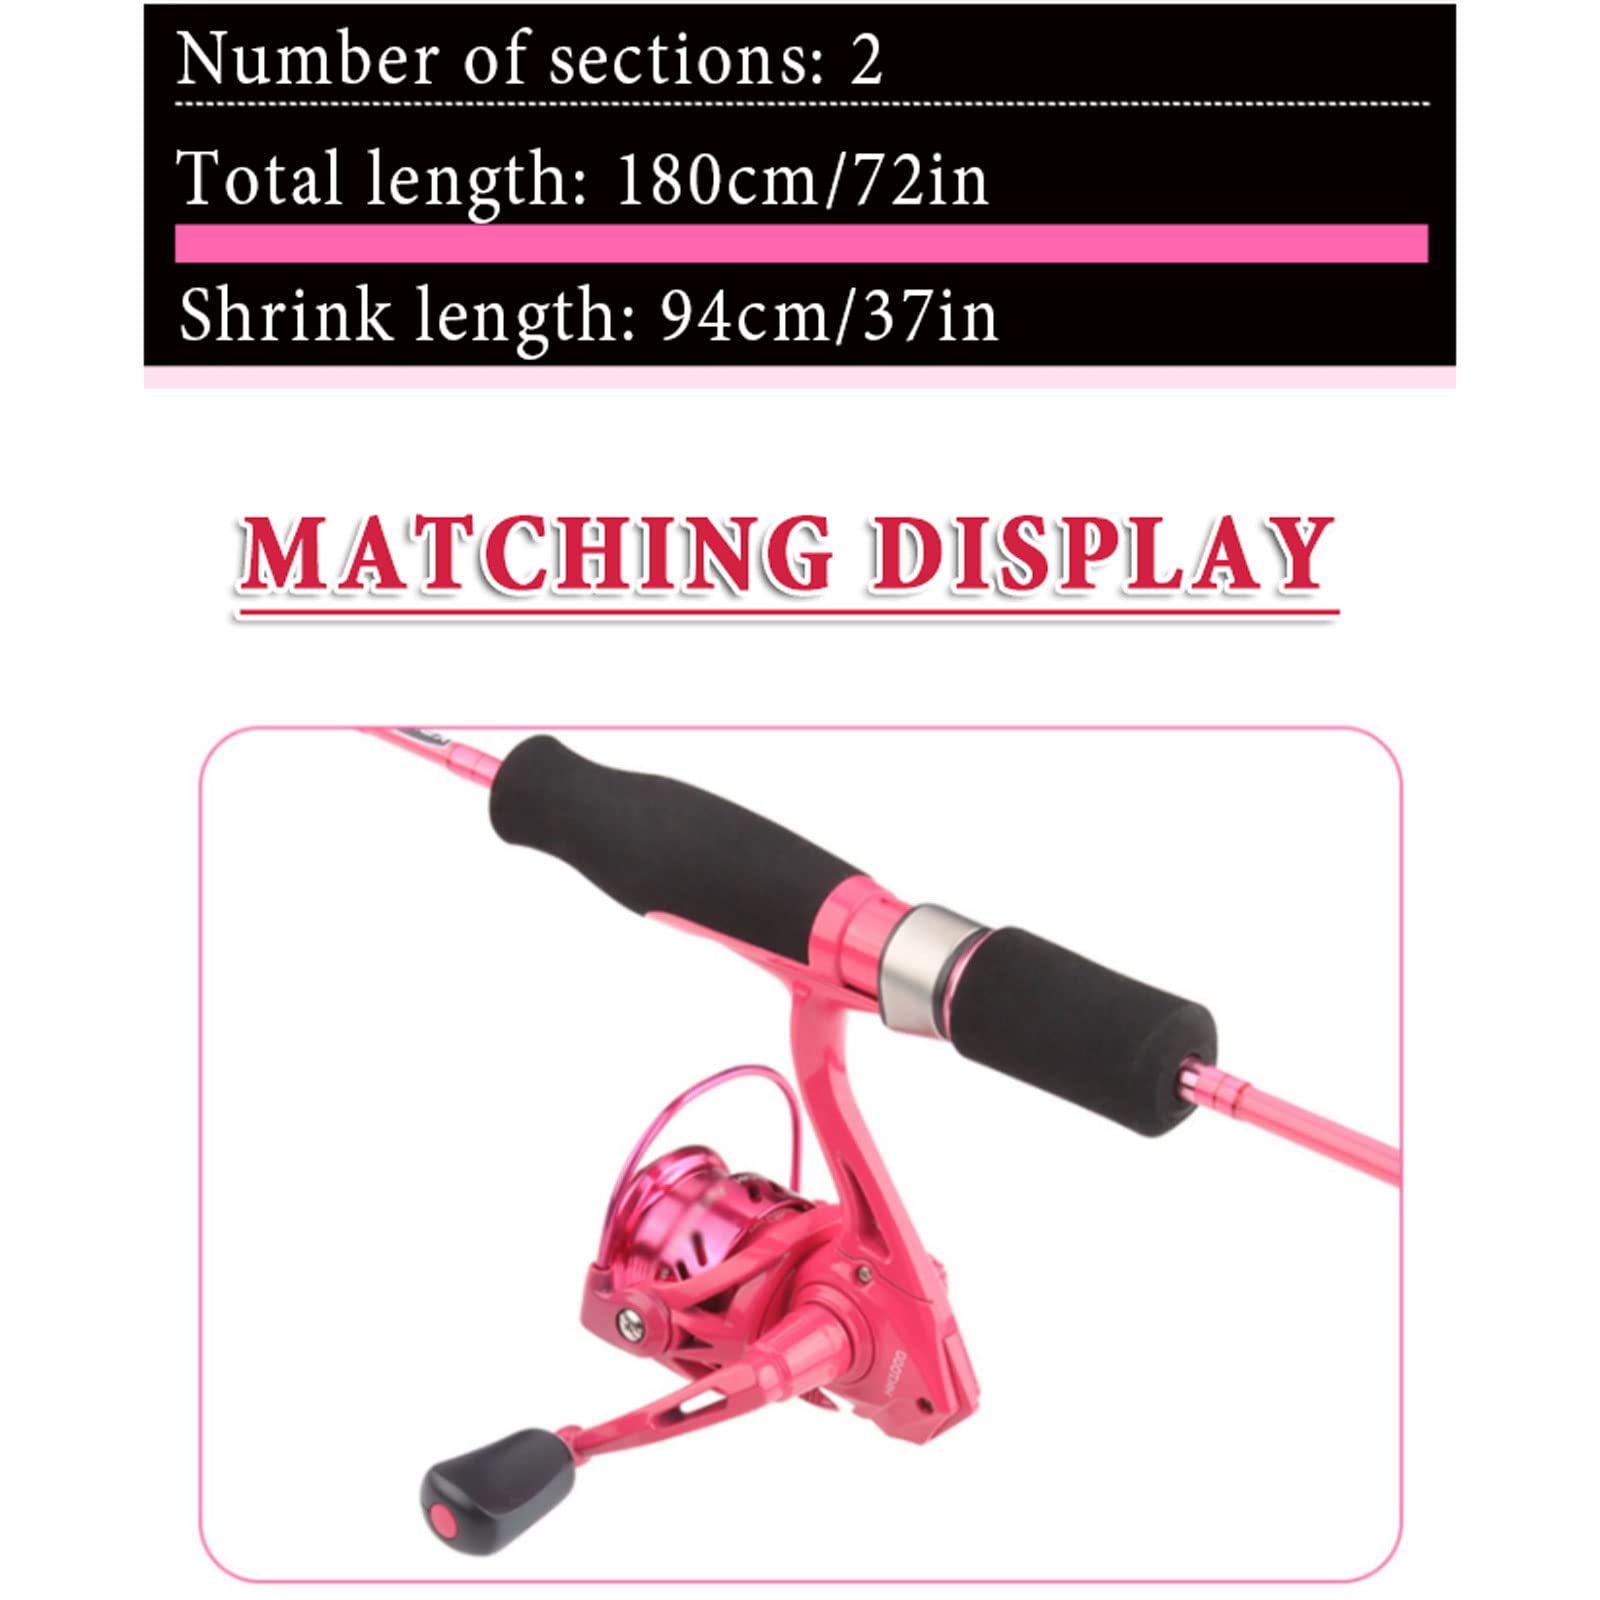 Number of sections: 2
Total length: 180cm/72in
Shrink length: 94cm/37in
MATCHING DISPLAY